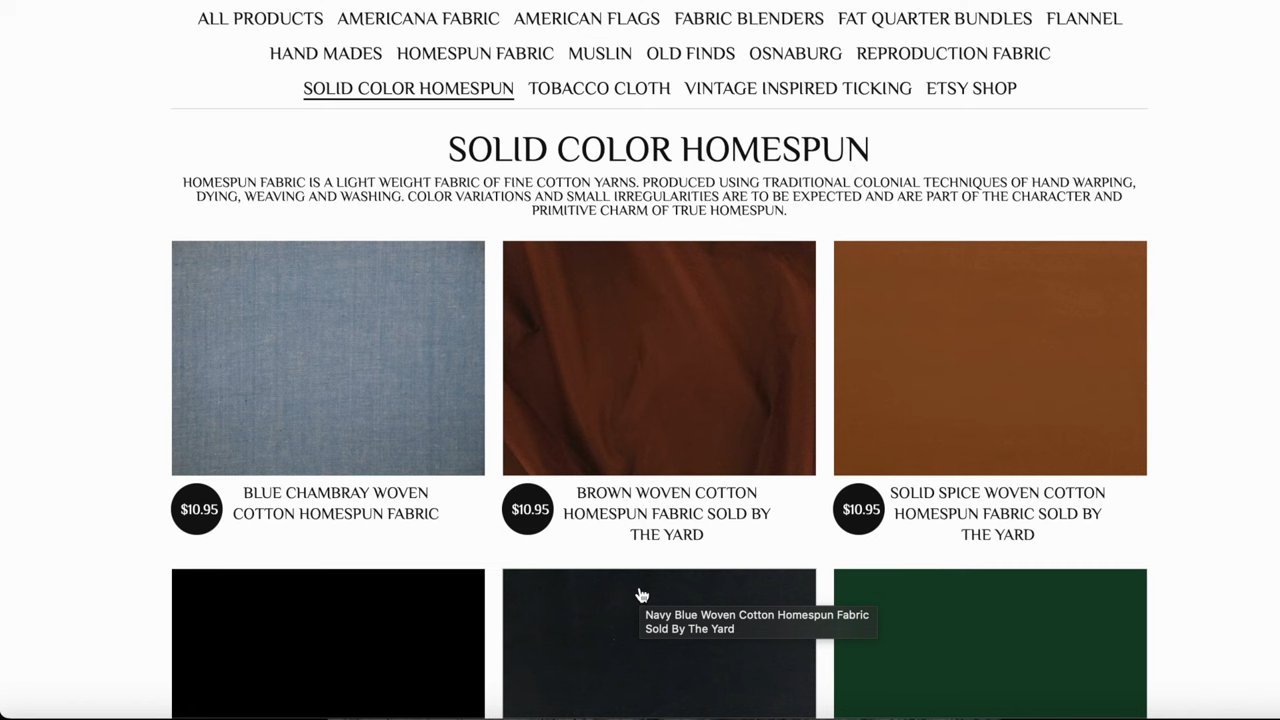 ALL PRODUCTS AMERICANA FABRIC AMERICAN FLAGS FABRIC BLENDERS FAT QUARTER BUNDLES FLANNEL
HAND MADES HOMESPUN FABRIC MUSLIN OLD FINDS OSNABURG REPRODUCTION FABRIC
SOLID COLOR HOMESPUN TOBACCO CLOTH VINTAGE INSPIRED TICKING ETSY SHOP
SOLID COLOR HOMESPUN
HOMESPUN FABRIC IS A LIGHT WEIGHT FABRIC OF FINE COTTON YARNS. PRODUCED USING TRADITIONAL COLONIAL TECHNIQUES OF HAND WARPING,
DYING, WEAVING AND WASHING. COLOR VARIATIONS AND SMALL IRREGULARITIES ARE TO BE EXPECTED AND ARE PART OF THE CHARACTER AND
PRIMITIVE CHARM OF TRUE HOMESPUN.
$10.95
BLUE CHAMBRAY WOVEN
COTTON HOMESPUN FABRIC
$10.95
BROWN WOVEN COTTON
HOMESPUN FABRIC SOLD BY
THE YARD
$10.95
SOLID SPICE WOVEN COTTON
HOMESPUN FABRIC SOLD BY
THE YARD
Navy Blue Woven Cotton Homespun Fabric
Sold By The Yard